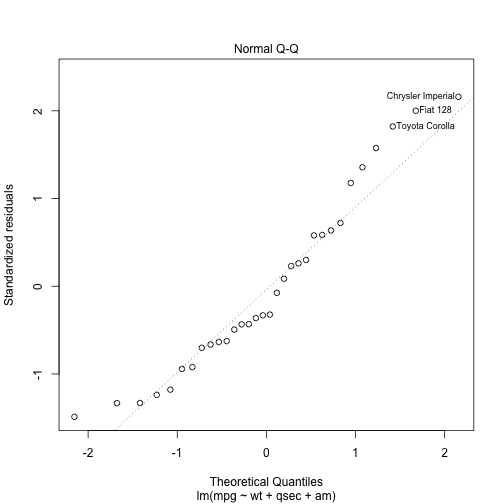 Normal Q-Q
Chrysler Imperial
Fiat 128
Toyota Corolla
Standardized residuals
2
1
0
-1
-2
-1
0
1
2
Theoretical Quantiles
lm(mpg ~ wt + qsec + am)